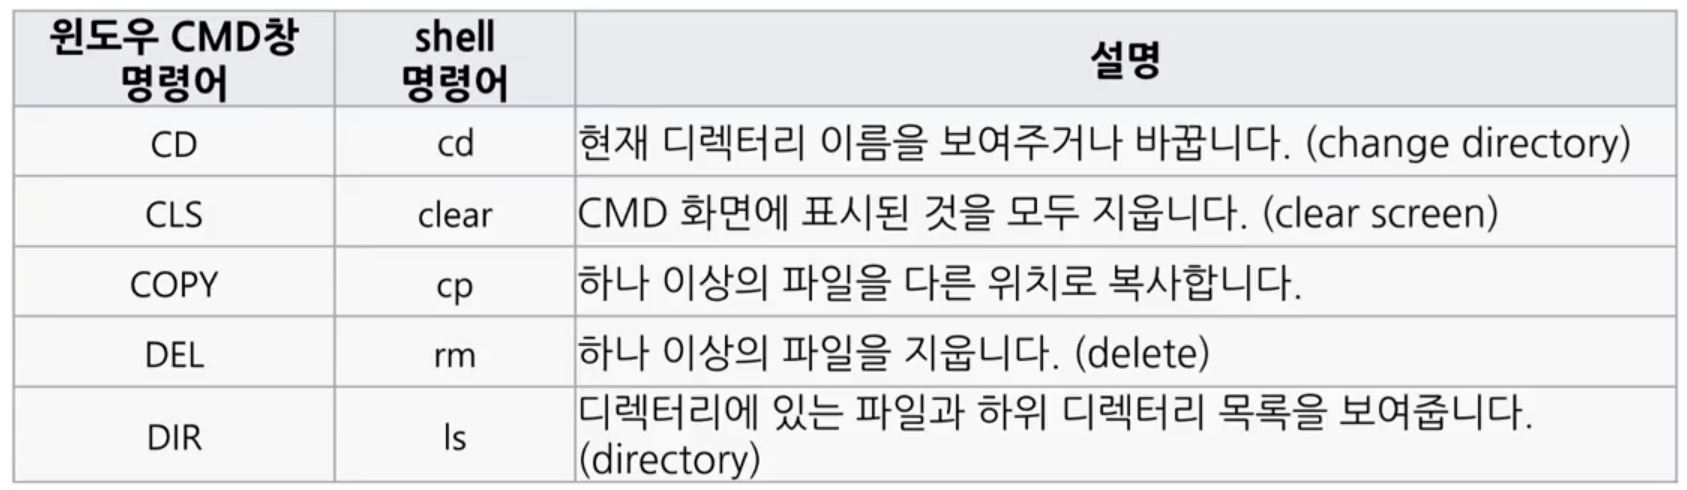 윈도우 CMD창 명령어 shell 명령어 설명
CD cd 현재 디렉터리 이름을 보여주거나 바꿉니다. (change directory)
CLS clear CMD 화면에 표시된 것을 모두 지웁니다. (clear screen)
COPY cp 하나 이상의 파일을 다른 위치로 복사합니다.
DEL rm 하나 이상의 파일을 지웁니다. (delete)
DIR ls 디렉터리에 있는 파일과 하위 디렉터리 목록을 보여줍니다.
(directory)